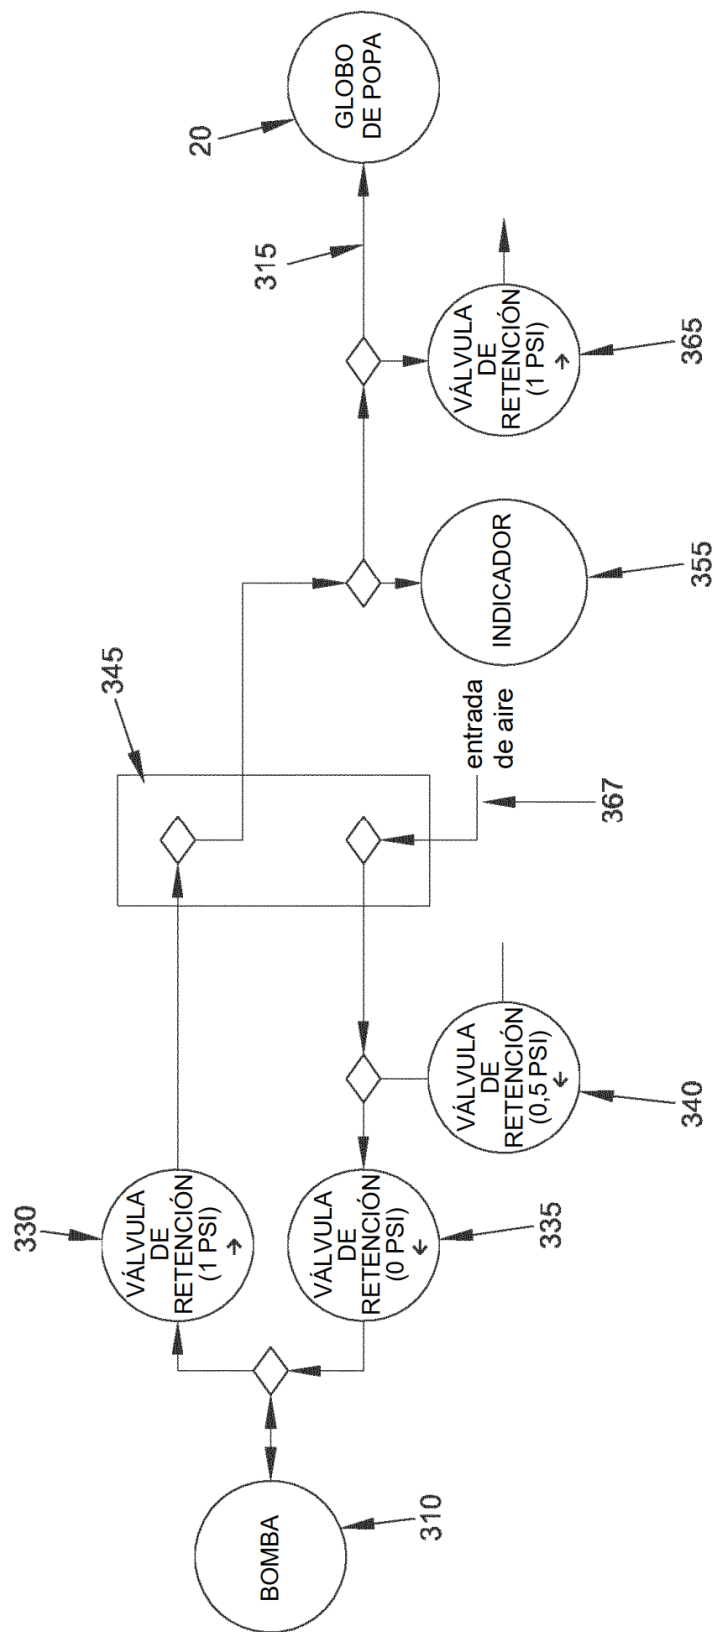 BOMBA
310
330
VÁLVULA
DE
RETENCIÓN
(1 PSI)
VÁLVULA
DE
RETENCIÓN
(0 PSI)
335
VÁLVULA
DE
RETENCIÓN
(0,5 PSI)
340
345
entrada
de aire
367
INDICADOR
355
VÁLVULA
DE
RETENCIÓN
(1 PSI)
365
315
20
GLOBO
DE POPA